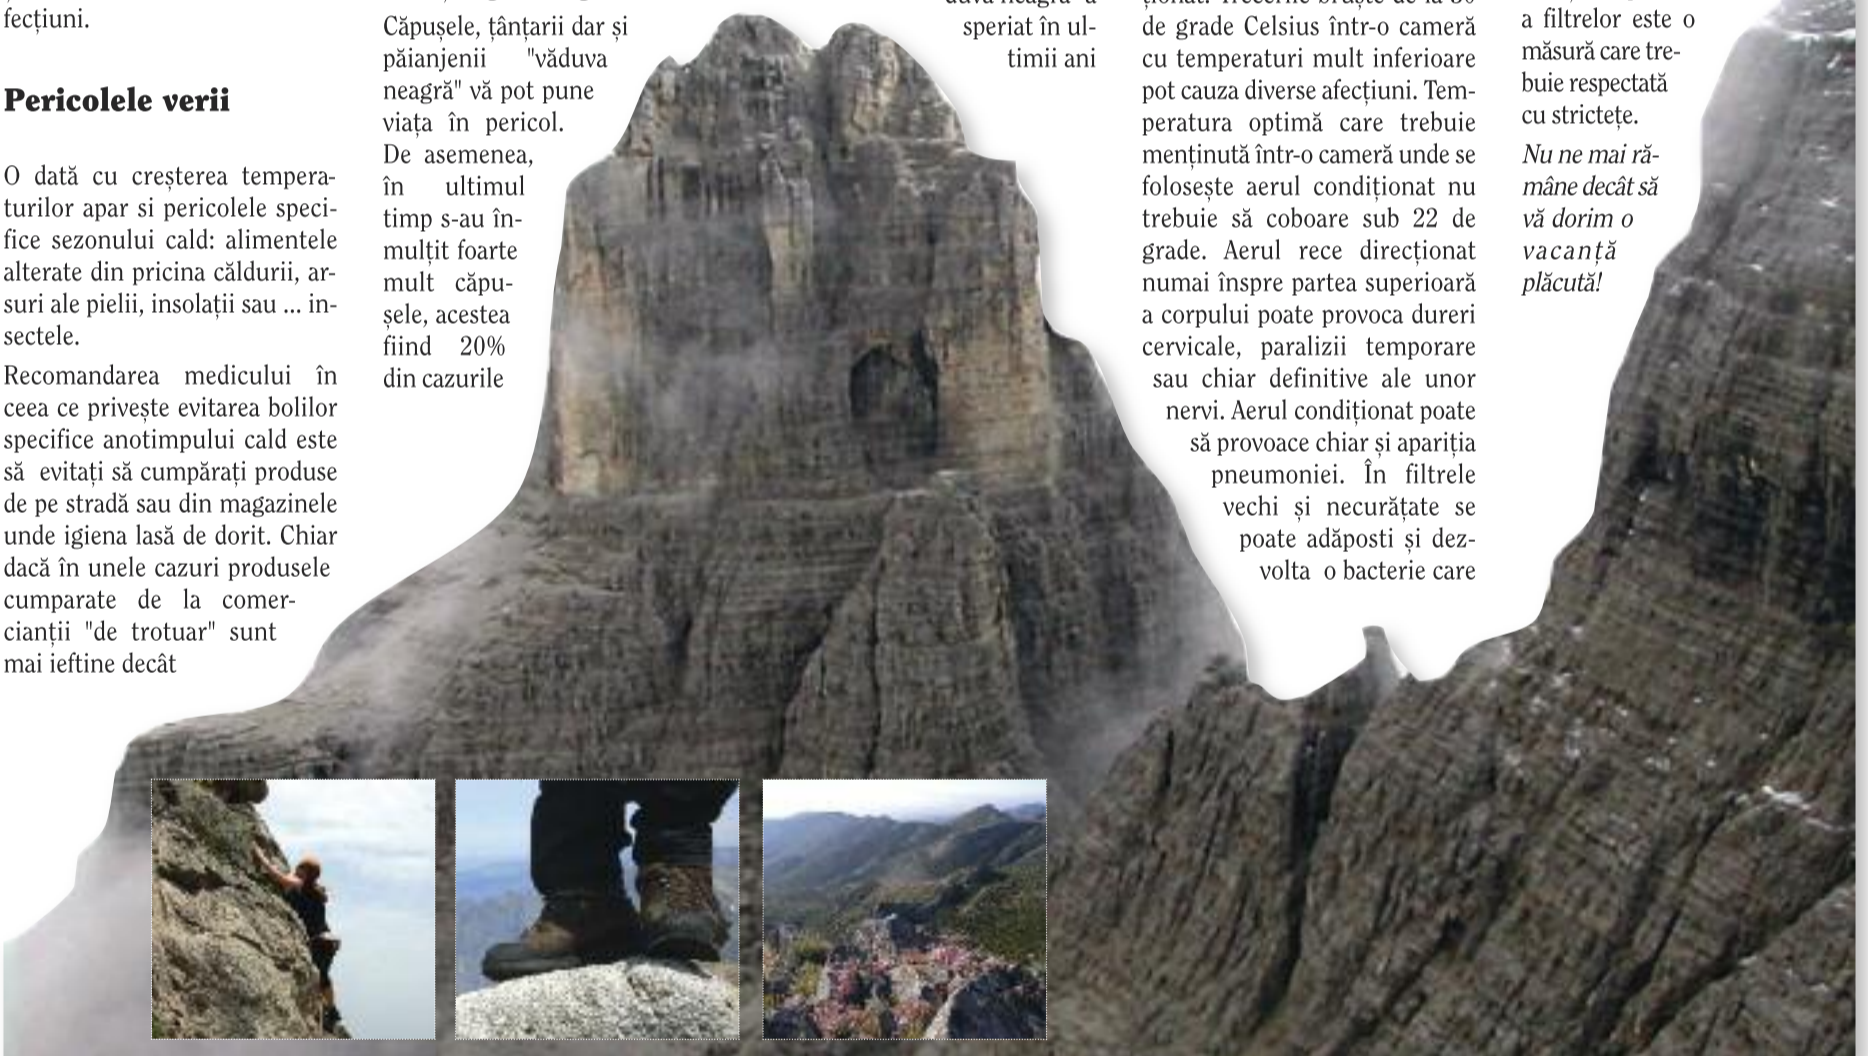 fecțiuni.
Pericolele verii
O dată cu creșterea tempera-
turilor apar si pericolele speci-
fice sezonului cald: alimentele
alterate din pricina căldurii, ar-
suri ale pielii, insolații sau ... in-
sectele.
Recomandarea medicului în
ceea ce privește evitarea bolilor
specifice anotimpului cald este
să evitați să cumpărați produse
de pe stradă sau din magazinele
unde igiena lasă de dorit. Chiar
dacă în unele cazuri produsele
cumparate de la comer-
cianții "de trotuar" sunt
mai ieftine decât
Căpușele, țânțarii dar și
păianjenii "văduva
neagră" vă pot pune
viața în pericol.
De asemenea,
în ultimul
timp s-au în-
mulțit foarte
mult căpu-
șele, acestea
fiind 20%
din cazurile
speriat în ul-
timii ani
de grade Celsius într-o cameră
cu temperaturi mult inferioare
pot cauza diverse afecțiuni. Tem-
peratura optimă care trebuie
menținută într-o cameră unde se
folosește aerul condiționat nu
trebuie să coboare sub 22 de
grade. Aerul rece direcționat
numai înspre partea superioară
a corpului poate provoca dureri
cervicale, paralizii temporare
sau chiar definitive ale unor
nervi. Aerul condiționat poate
să provoace chiar și apariția
pneumoniei. În filtrele
vechi și necurățate se
poate adăposti și dez-
volta o bacterie care
a filtrelor este o
măsură care tre-
buie respectată
cu strictețe.
Nu ne mai ră-
mâne decât să
vă dorim o
vacanță
plăcută!